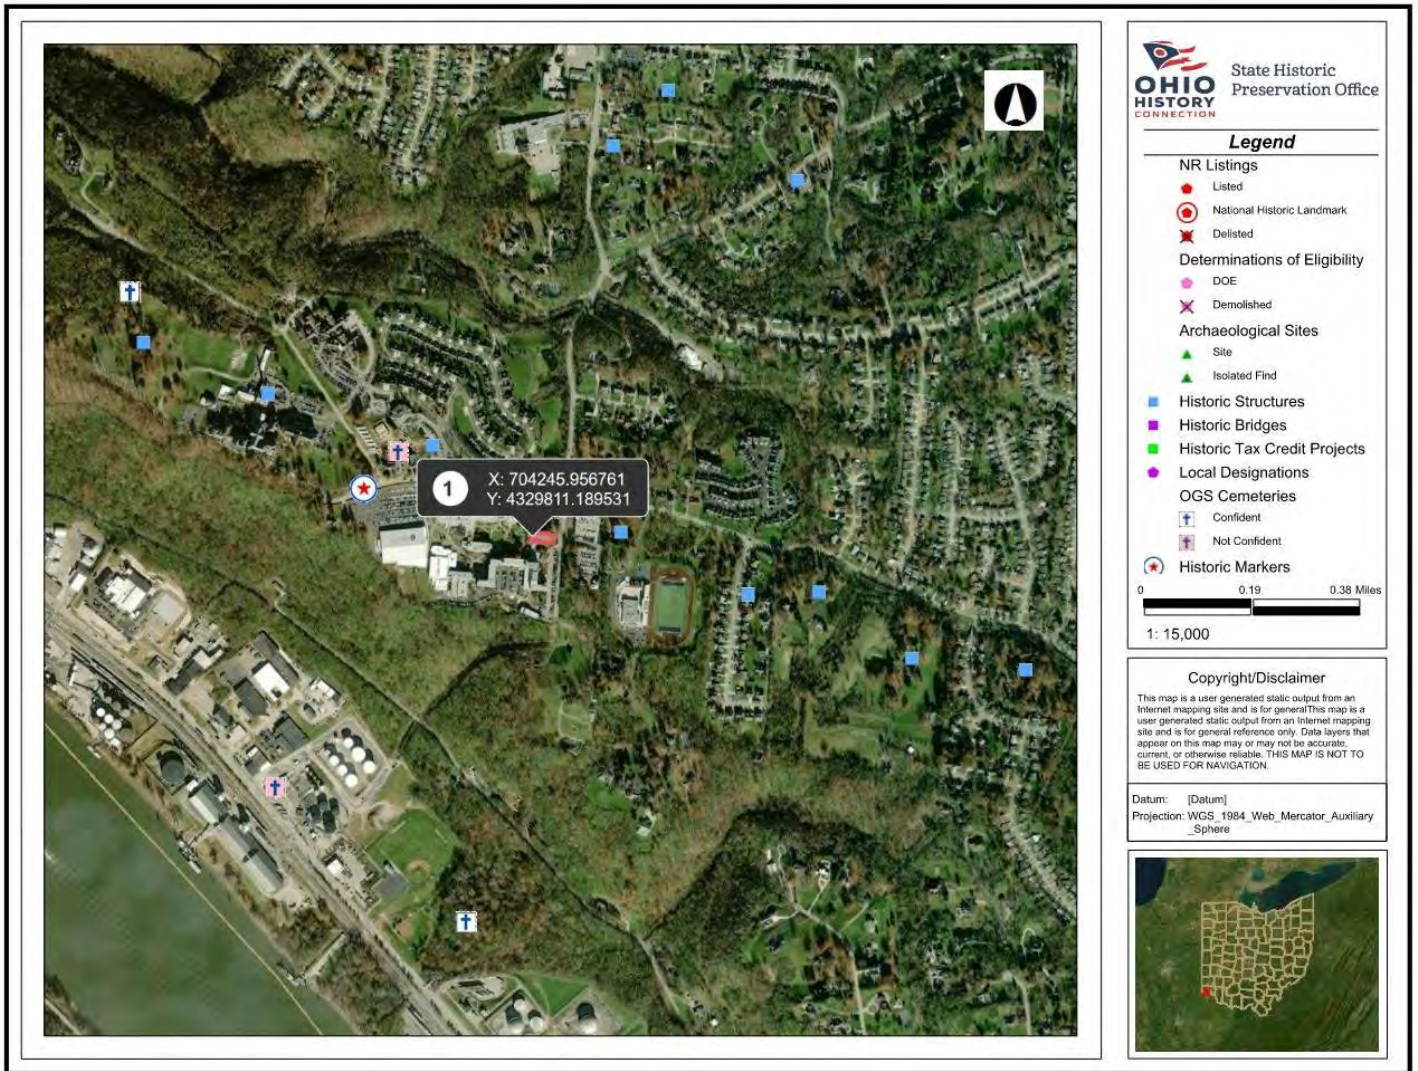 1
X: 704245.956761
Y: 4329811.189531
OHIO
HISTORY
CONNECTION
State Historic
Preservation Office
Legend
NR Listings
Listed
National Historic Landmark
Delisted
Determinations of Eligibility
DOE
Demolished
Archaeological Sites
Site
Isolated Find
Historic Structures
Historic Bridges
Historic Tax Credit Projects
Local Designations
OGS Cemeteries
Confident
Not Confident
Historic Markers
0 0.19 0.38 Miles
1: 15,000
Copyright/Disclaimer
This map is a user generated static output from an
Internet mapping site and is for generalThis map is a
user generated static output from an Internet mapping
site and is for general reference only. Data layers that
appear on this map may or may not be accurate,
current, or otherwise reliable. THIS MAP IS NOT TO
BE USED FOR NAVIGATION.
Datum: [Datum]
Projection: WGS_1984_Web_Mercator_Auxiliary
_Sphere